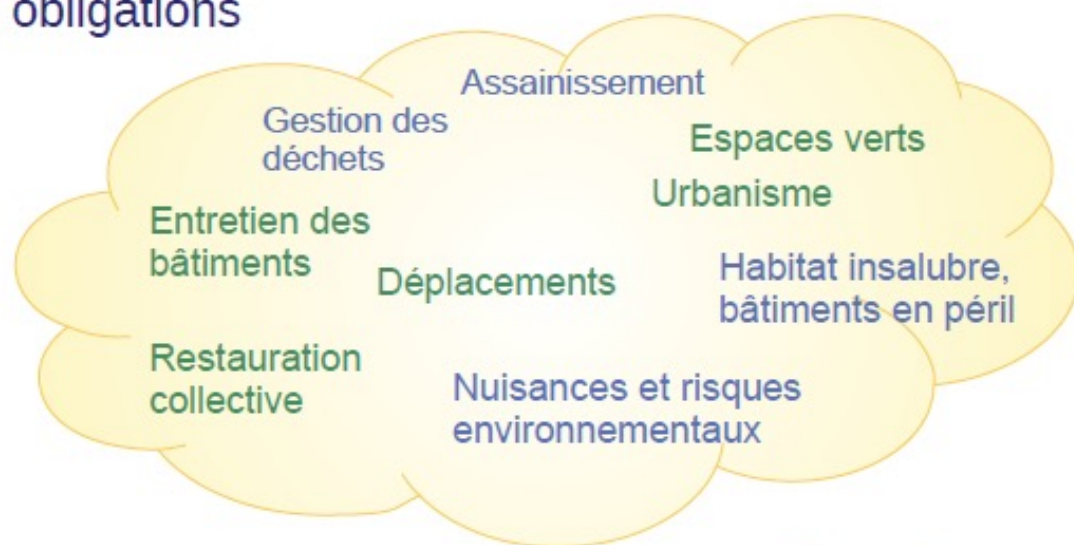 obligations
Assainissement
Gestion des
déchets
Espaces verts
Urbanisme
Entretien des
bâtiments
Déplacements
Habitat insalubre,
bâtiments en péril
Restauration
collective
Nuisances et risques
environnementaux